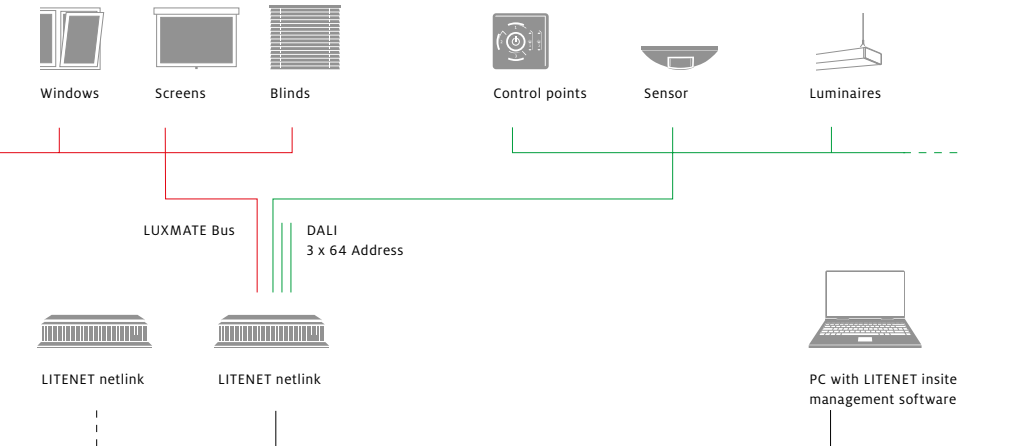 Windows
Screens
Blinds
Control points
Sensor
Luminaires
LUXMATE Bus
DALI
3 x 64 Address
LITENET netlink
LITENET netlink
PC with LITENET insite
management software